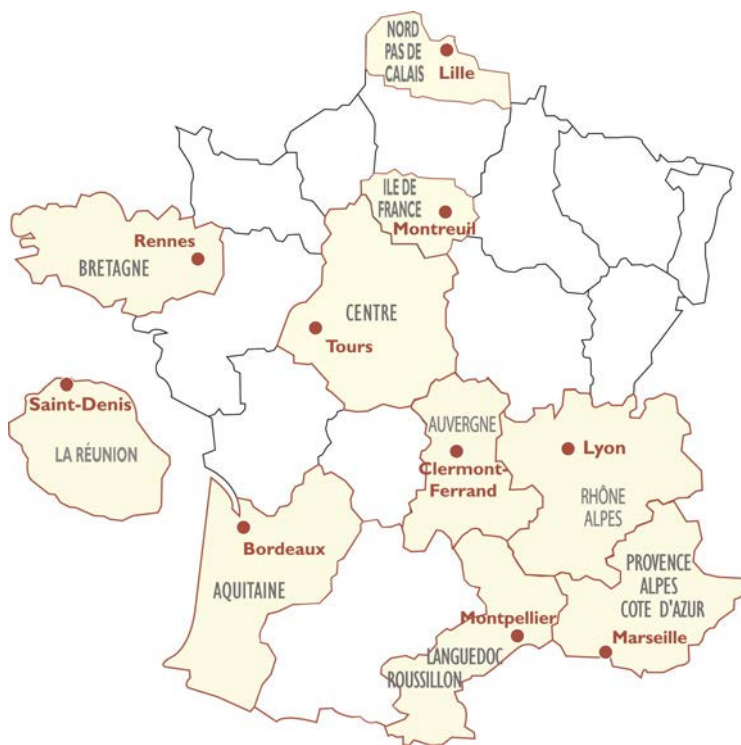 NORD
PAS DE
CALAIS
Lille
ILE DE
FRANCE
Montreuil
Rennes
BRETAGNE
CENTRE
Tours
Saint-Denis
LA RÉUNION
AUVERGNE
Clermont-
Ferrand
Lyon
RHÔNE
ALPES
Bordeaux
AQUITAINE
PROVENCE
ALPES
COTE D'AZUR
Montpellier
Marseille
LANGUEDOC
ROUSSILLON